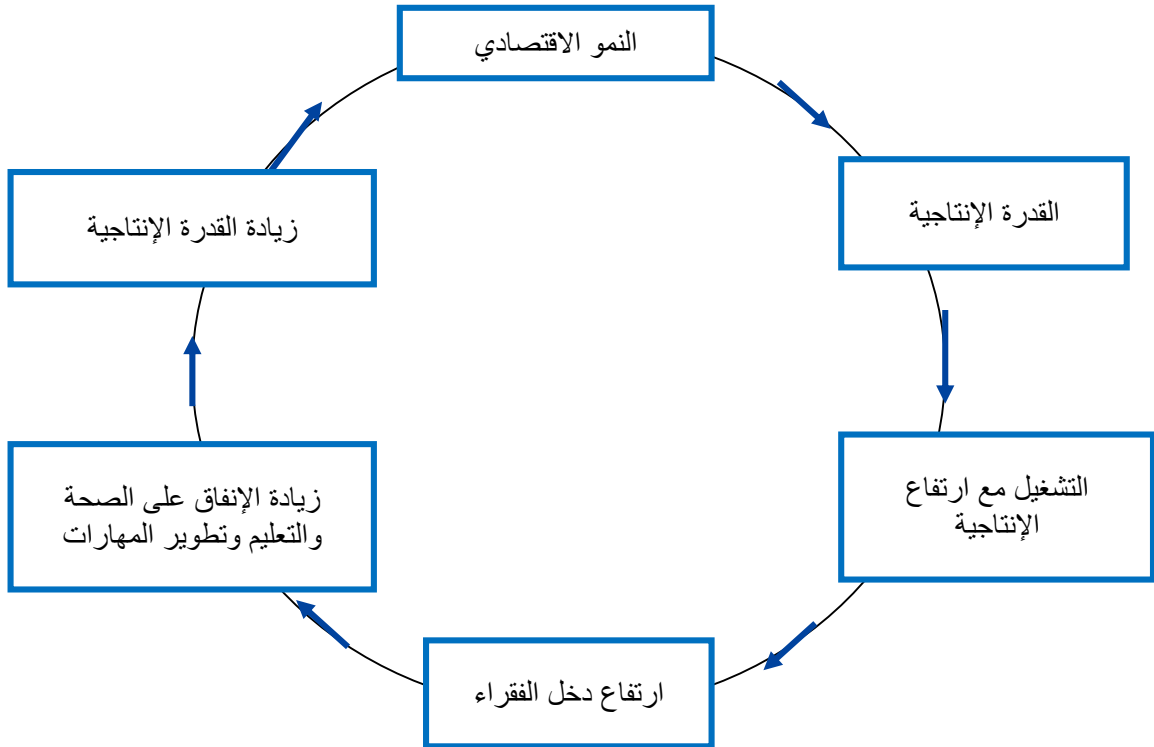 النمو الاقتصادي
القدرة الإنتاجية
التشغيل مع ارتفاع
الإنتاجية
ارتفاع دخل الفقراء
زيادة الإنفاق على الصحة
والتعليم وتطوير المهارات
زيادة القدرة الإنتاجية